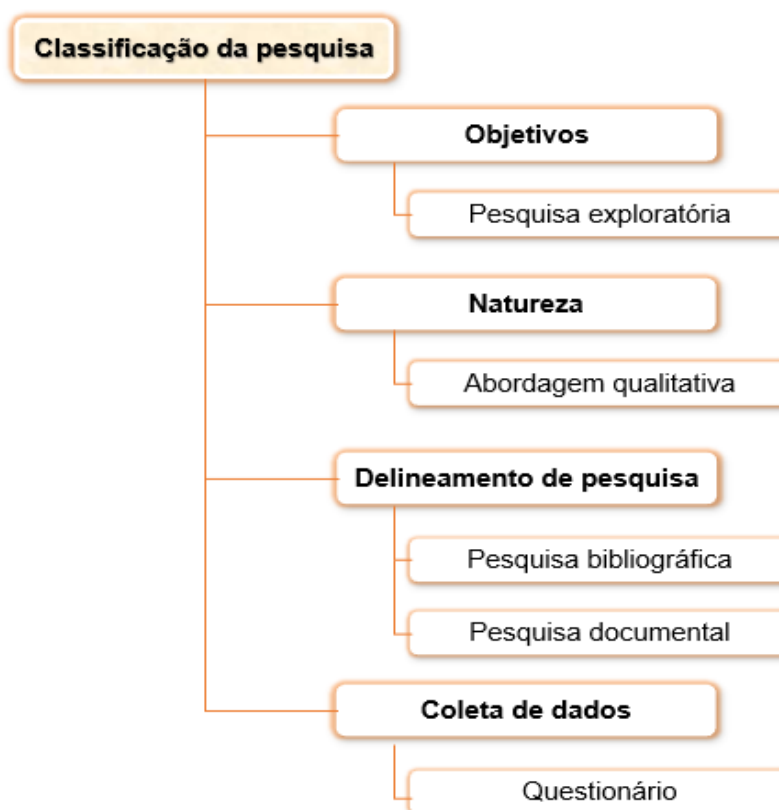 Classificação da pesquisa
Objetivos
Pesquisa exploratória
Natureza
Abordagem qualitativa
Delineamento de pesquisa
Pesquisa bibliográfica
Pesquisa documental
Coleta de dados
Questionário